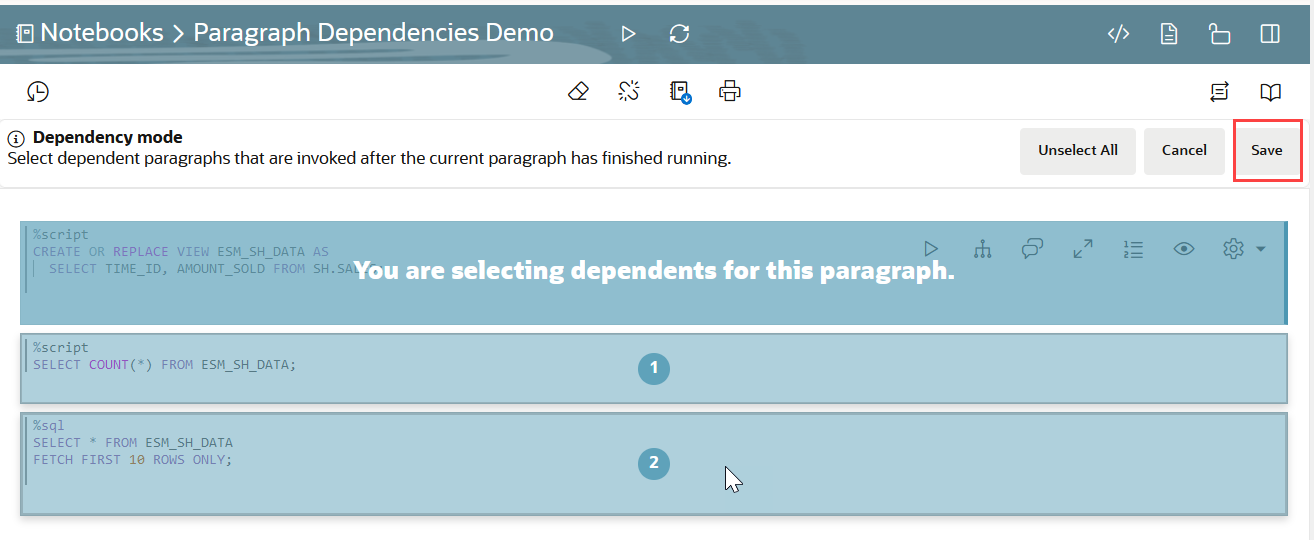 Notebooks > Paragraph Dependencies Demo
Dependency mode
Select dependent paragraphs that are invoked after the current paragraph has finished running.
Unselect All
Cancel
Save
%script
CREATE OR REPLACE VIEW ESM_SH_DATA AS
SELECT TIME_ID, AMOUNT_SOLD FROM
You are selecting dependents for this paragraph.
%script
SELECT COUNT(*) FROM ESM_SH_DATA;
1
%sql
SELECT * FROM ESM_SH_DATA
FETCH FIRST 10 ROWS ONLY;
2